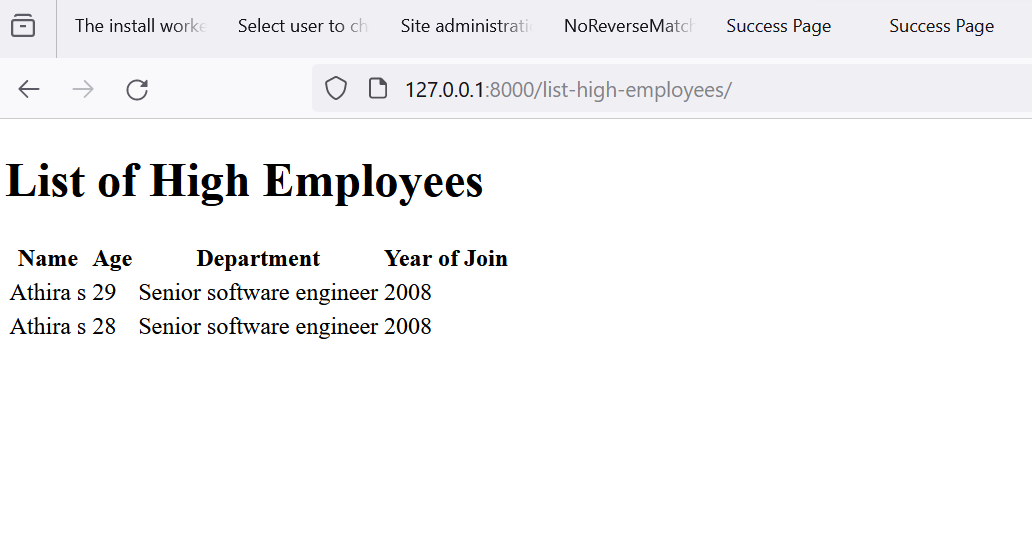 The install worke Select user to ch Site administrati NoReverseMatch Success Page Success Page
127.0.0.1:8000/list-high-employees/
List of High Employees
Name Age Department Year of Join
Athira s 29 Senior software engineer 2008
Athira s 28 Senior software engineer 2008